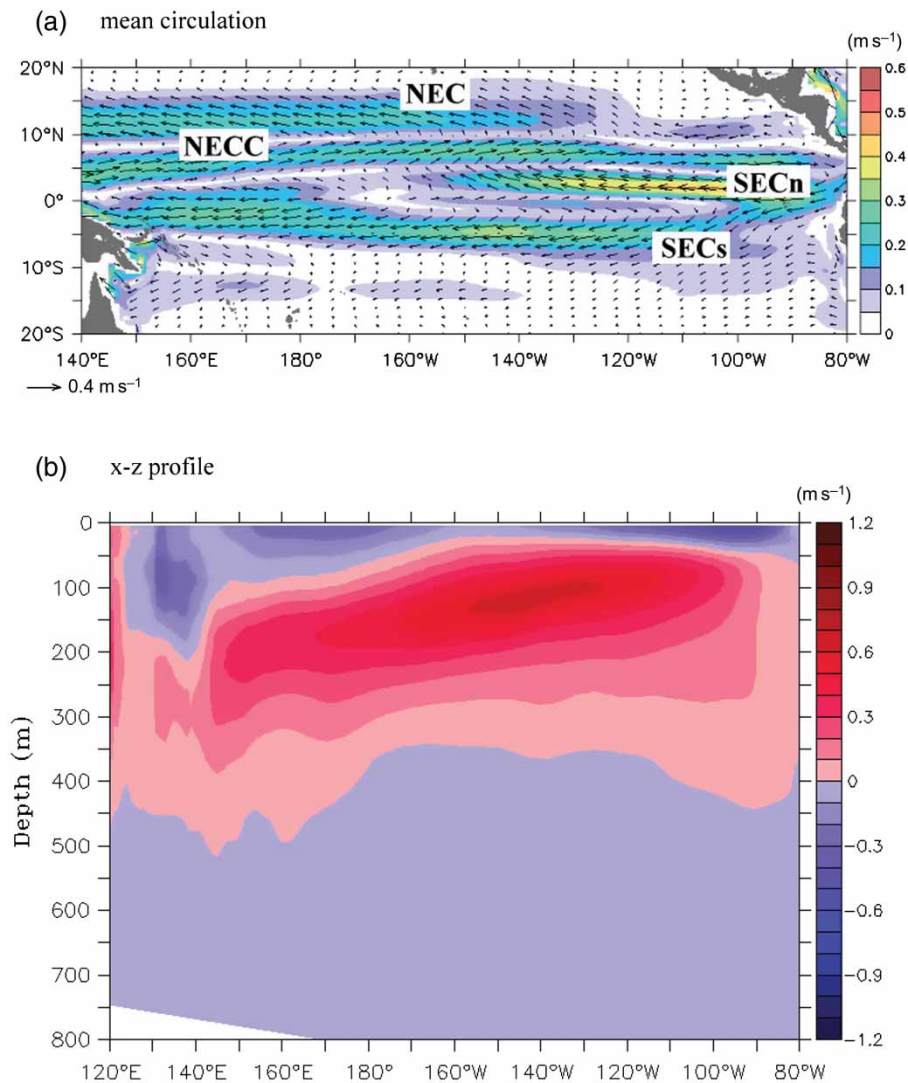 (a) mean circulation
(m s⁻¹)
20°N
10°N
0°
10°S
20°S
NEC
NECC
SECn
SECs
0.6
0.5
0.4
0.3
0.2
0.1
0
140°E 160°E 180° 160°W 140°W 120°W 100°W 80°W
0.4 m s⁻¹
(b) x-z profile
(m s⁻¹)
Depth (m)
0
100
200
300
400
500
600
700
800
1.2
0.9
0.6
0.3
0
−0.3
−0.6
−0.9
−1.2
120°E 140°E 160°E 180° 160°W 140°W 120°W 100°W 80°W